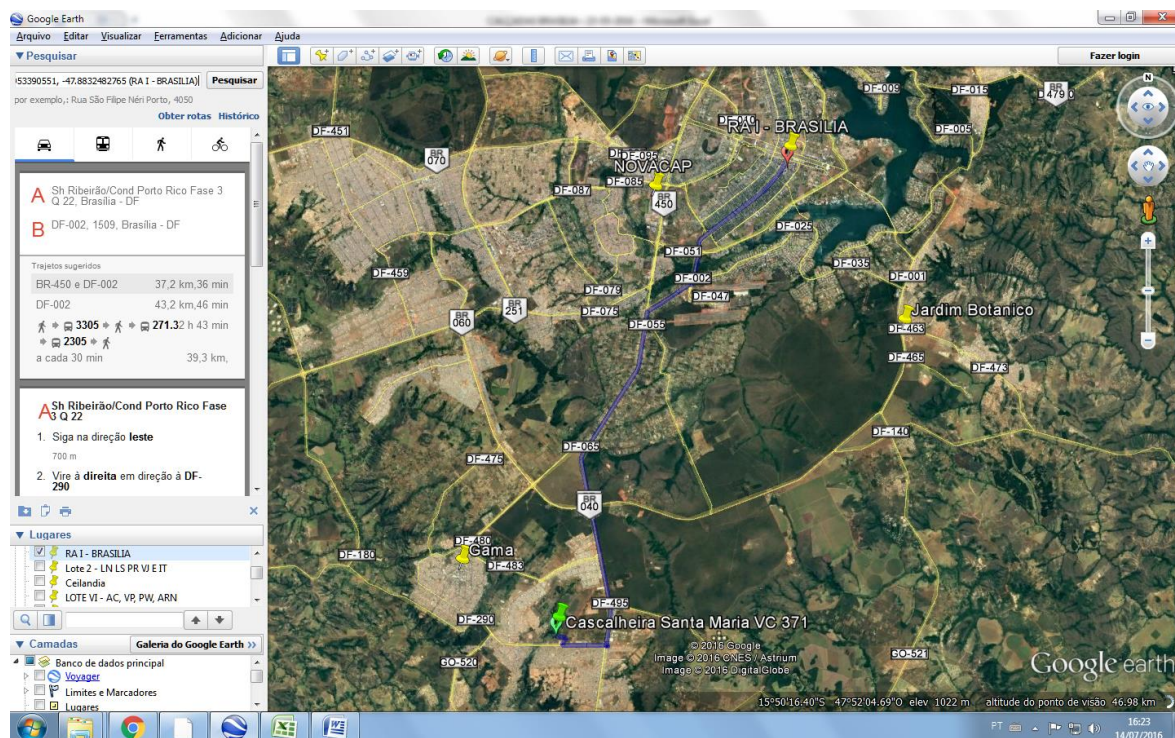 Google Earth
Arquivo Editar Visualizar Ferramentas Adicionar Ajuda
▼ Pesquisar
Fazer login
53390551, -47.8832482765 (RA I - BRASILIA) Pesquisar
por exemplo,: Rua São Filipe Néri Porto, 4050
Obter rotas Histórico
A Sh Ribeirão/Cond Porto Rico Fase 3
Q 22, Brasília - DF
B DF-002, 1509, Brasília - DF
Trajetos sugeridos
BR-450 e DF-002 37,2 km,36 min
DF-002 43,2 km,46 min
3305 271.32 h 43 min
2305
a cada 30 min 39,3 km,
A Sh Ribeirão/Cond Porto Rico Fase
3 Q 22
1. Siga na direção leste
700 m
2. Vire à direita em direção à DF-
290
▼ Lugares
RA I - BRASILIA
Lote 2 - LN LS PR VJ E IT
Ceilandia
LOTE VI - AC, VP, PW, ARN
▼ Camadas Galeria do Google Earth >>
Banco de dados principal
Voyager
Limites e Marcadores
Lugares
N
DF-009
DF-015
DF-451
DF-005
RA I - BRASILIA
BR
070
DF-095
NOVACAP
DF-085
DF-087
BR
450
DF-025
DF-051
DF-035
DF-459
DF-002
DF-001
DF-079
DF-047
BR
251
DF-075
Jardim Botanico
BR
060
DF-055
DF-463
DF-465
DF-473
DF-140
DF-065
DF-475
BR
040
DF-480
Gama
DF-180
DF-483
DF-495
DF-290
Cascalheira Santa Maria VC 371
GO-520
GO-521
© 2016 Google
Image © 2016 CNES / Astrium
Image © 2016 DigitalGlobe
Google earth
15°50'16.40"S 47°52'04.69"O elev 1022 m altitude do ponto de visão 46.98 km
PT
16:23
14/07/2016